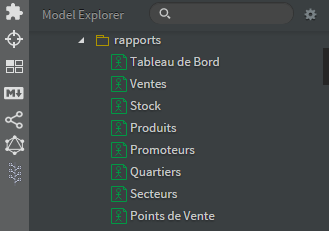 Model Explorer
rapports
Tableau de Bord
Ventes
Stock
Produits
Promoteurs
Quartiers
Secteurs
Points de Vente
M